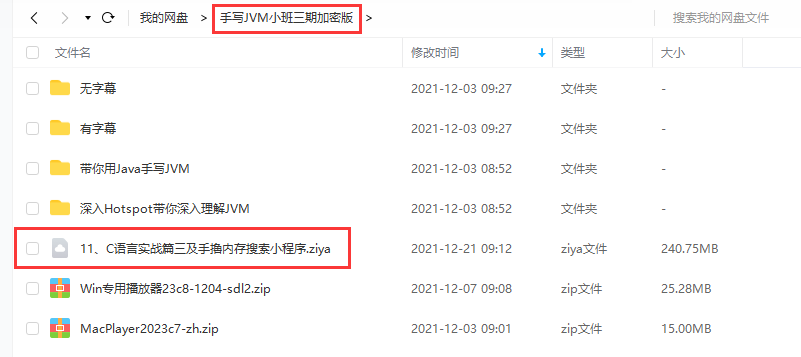 我的网盘 > 手写JVM小班三期加密版 > 搜索我的网盘文件
文件名 修改时间 类型 大小
无字幕 2021-12-03 09:27 文件夹 -
有字幕 2021-12-03 09:27 文件夹 -
带你用Java手写JVM 2021-12-03 08:52 文件夹 -
深入Hotspot带你深入理解JVM 2021-12-03 08:52 文件夹 -
11、C语言实战篇三及手撸内存搜索小程序.ziya 2021-12-21 09:12 ziya文件 240.75MB
Win专用播放器23c8-1204-sdl2.zip 2021-12-07 09:08 zip文件 25.28MB
MacPlayer2023c7-zh.zip 2021-12-03 09:01 zip文件 15.00MB